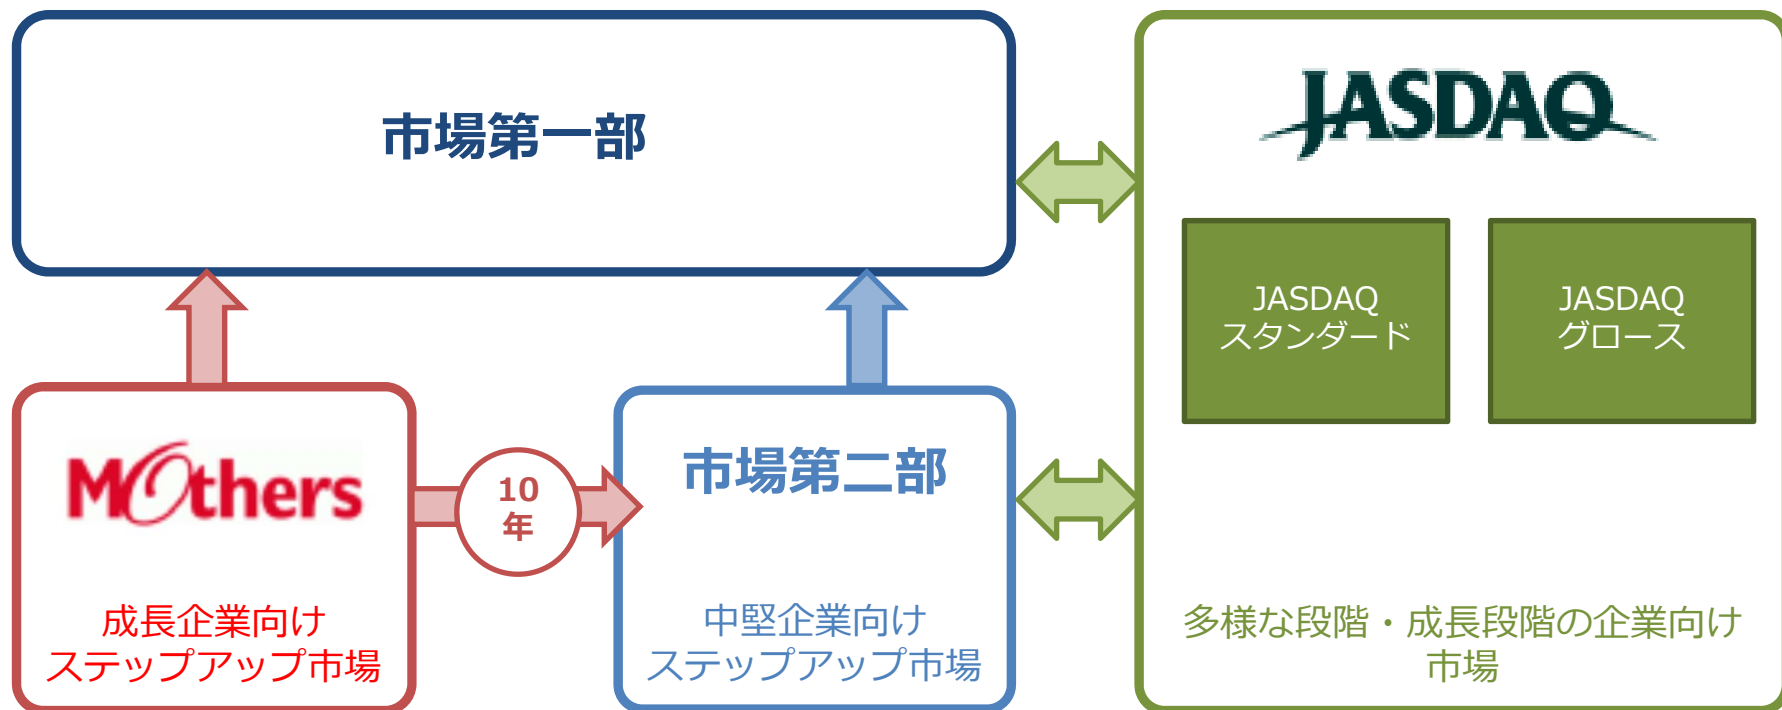 市場第一部
JASDAQ
JASDAQ
スタンダード
JASDAQ
グロース
Mothers
10
年
市場第二部
成長企業向け
ステップアップ市場
中堅企業向け
ステップアップ市場
多様な段階・成長段階の企業向け
市場